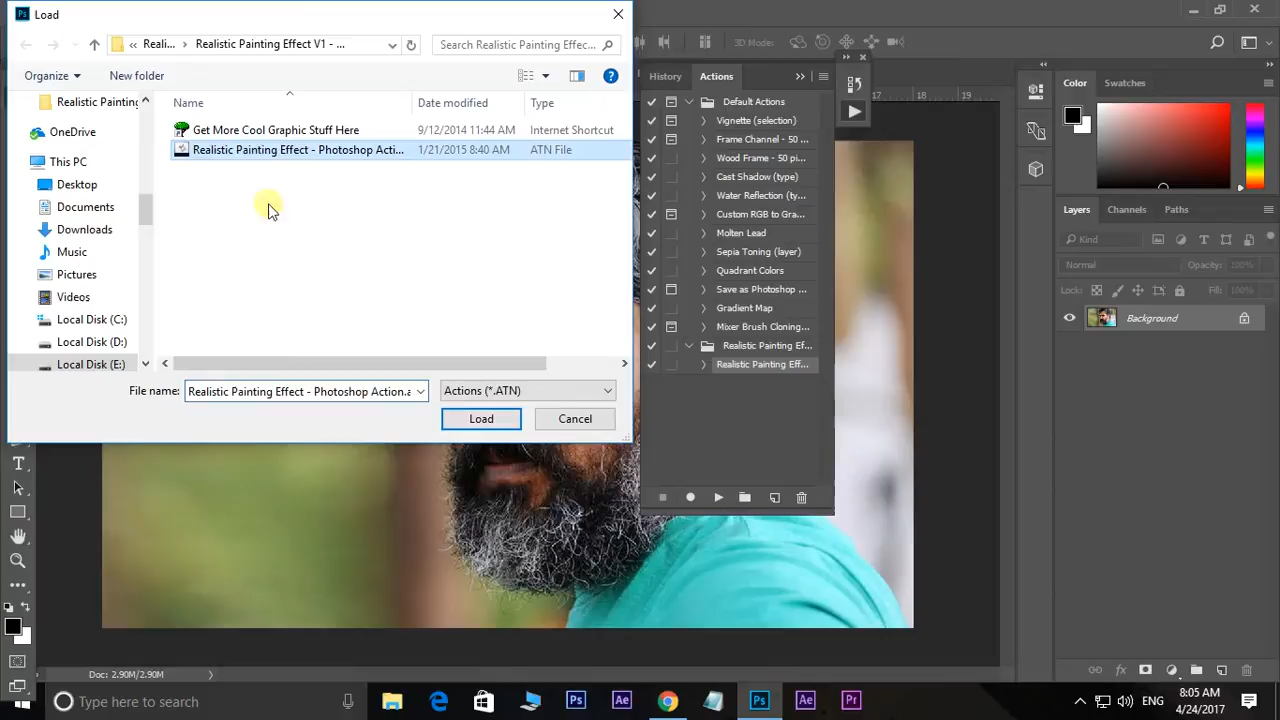 Load
Reali...
Realistic Painting Effect V1 - ...
Search Realistic Painting Effec...
Organize
New folder
Name
Date modified
Type
Get More Cool Graphic Stuff Here
9/12/2014 11:44 AM
Internet Shortcut
Realistic Painting Effect - Photoshop Acti...
1/21/2015 8:40 AM
ATN File
Realistic Painting
OneDrive
This PC
Desktop
Documents
Downloads
Music
Pictures
Videos
Local Disk (C:)
Local Disk (D:)
Local Disk (E:)
File name:
Realistic Painting Effect - Photoshop Action.a
Actions (*.ATN)
Load
Cancel
History
Actions
Default Actions
Vignette (selection)
Frame Channel - 50 ...
Wood Frame - 50 pi...
Cast Shadow (type)
Water Reflection (ty...
Custom RGB to Gra...
Molten Lead
Sepia Toning (layer)
Quadrant Colors
Save as Photoshop ...
Gradient Map
Mixer Brush Cloning...
Realistic Painting Ef...
Realistic Painting Eff...
3D Mode:
17
18
19
Color
Swatches
Layers
Channels
Paths
Kind
Normal
Opacity: 100%
Locks:
Fill: 100%
Background
Doc: 2.90M/2.90M
Type here to search
Ps
Ae
Ps
Ae
Pr
ENG
8:05 AM
4/24/2017